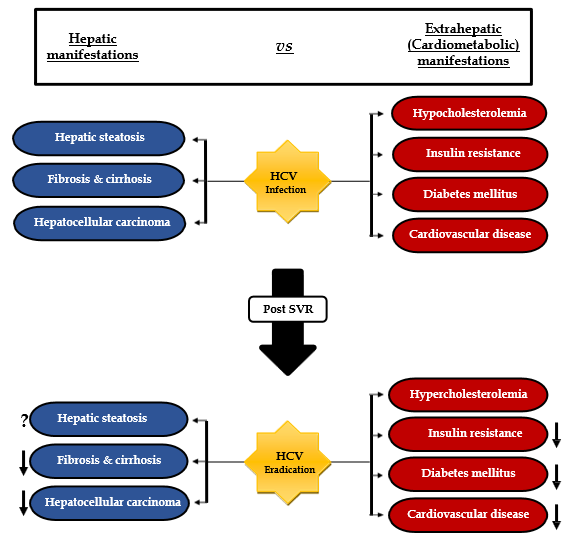 Hepatic
manifestations
vs
Extrahepatic
(Cardiometabolic)
manifestations
Hepatic steatosis
Fibrosis & cirrhosis
Hepatocellular carcinoma
HCV
Infection
Hypocholesterolemia
Insulin resistance
Diabetes mellitus
Cardiovascular disease
Post SVR
? Hepatic steatosis
Fibrosis & cirrhosis
Hepatocellular carcinoma
HCV
Eradication
Hypercholesterolemia
Insulin resistance
Diabetes mellitus
Cardiovascular disease